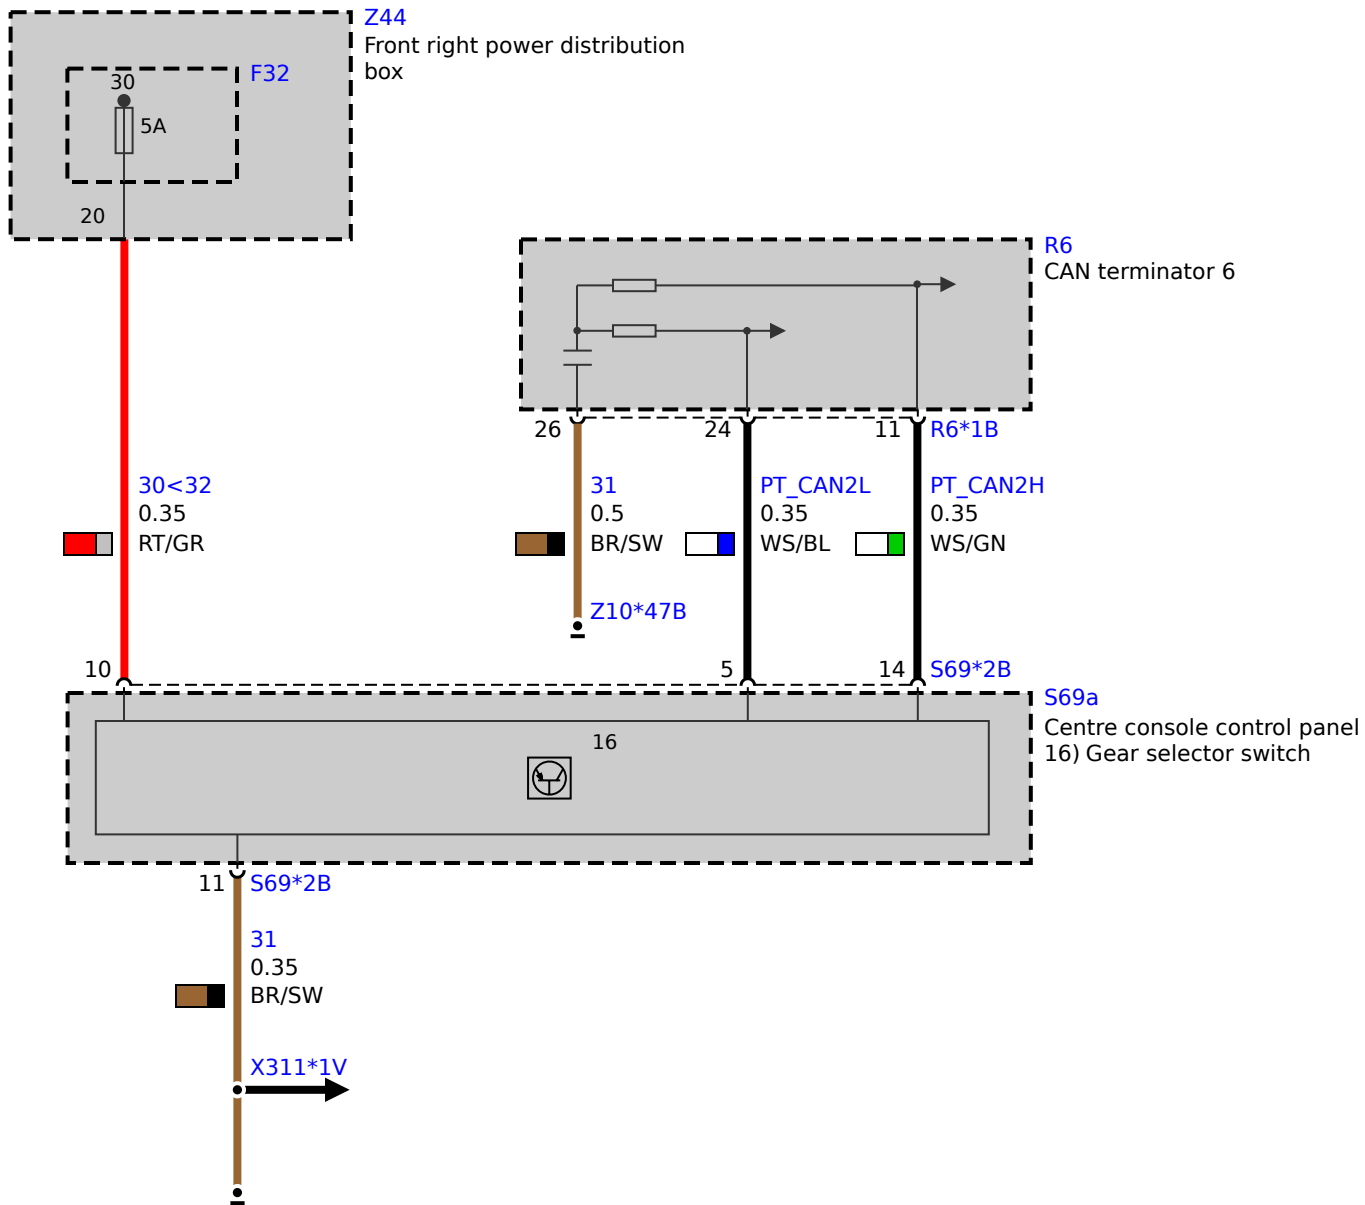 Z44
Front right power distribution
box
F32
30
5A
20
R6
CAN terminator 6
26
24
11
R6*1B
30<32
0.35
RT/GR
31
0.5
BR/SW
PT_CAN2L
0.35
WS/BL
PT_CAN2H
0.35
WS/GN
Z10*47B
10
5
14
S69*2B
S69a
Centre console control panel
16) Gear selector switch
16
11
S69*2B
31
0.35
BR/SW
X311*1V